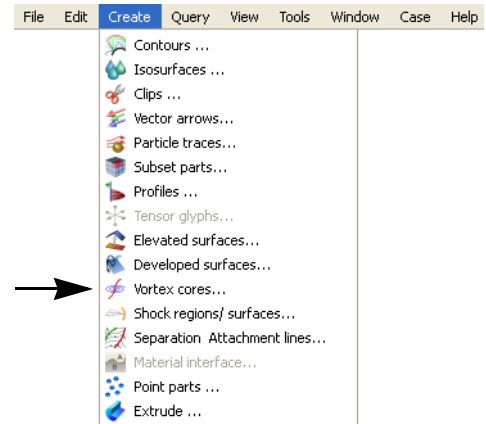 File Edit Create Query View Tools Window Case Help
Contours ...
Isosurfaces ...
Clips ...
Vector arrows...
Particle traces...
Subset parts...
Profiles ...
Tensor glyphs...
Elevated surfaces...
Developed surfaces...
Vortex cores...
Shock regions/ surfaces...
Separation Attachment lines...
Material interface...
Point parts ...
Extrude ...